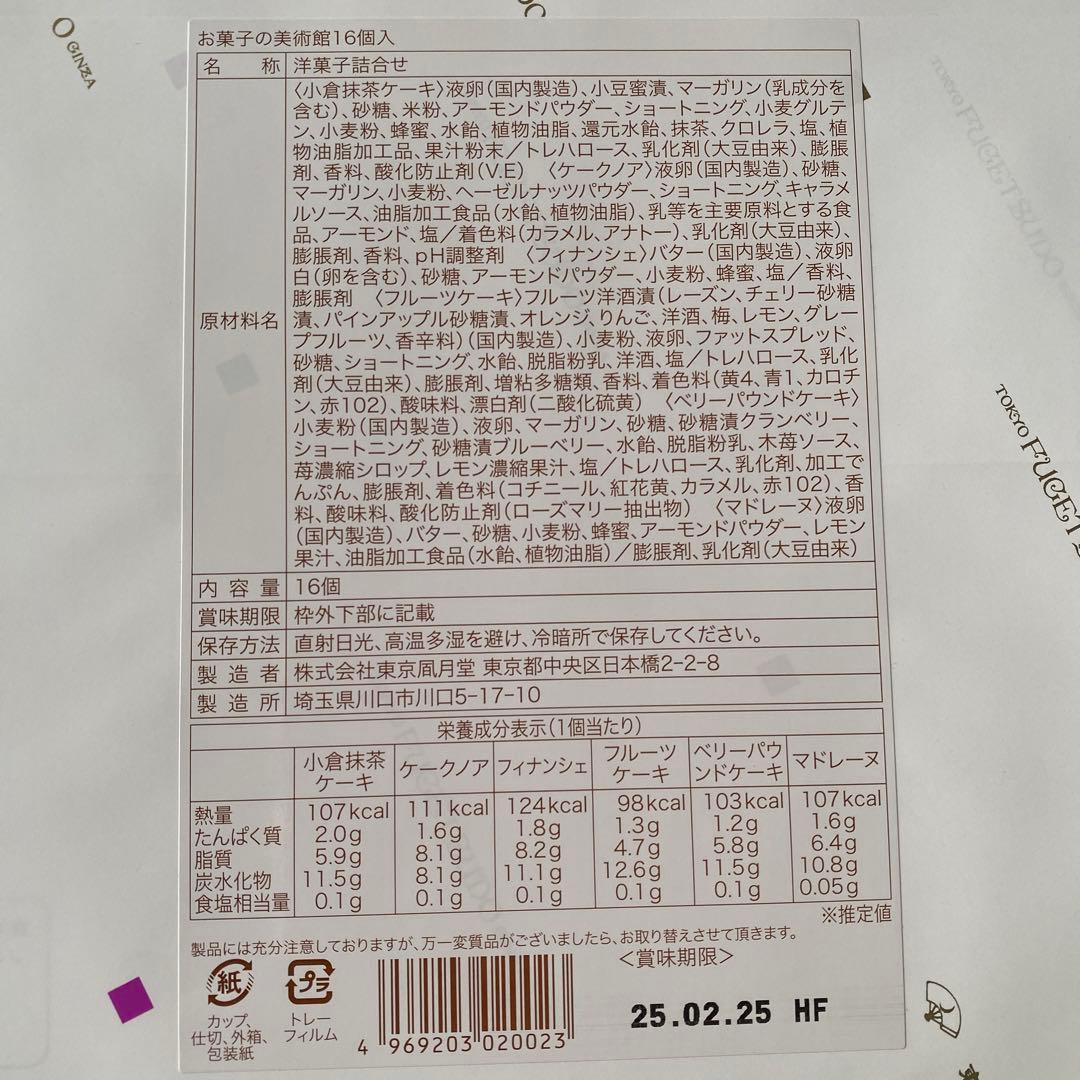 お菓子の美術館16個入
名　称 洋菓子詰合せ
原材料名
〈小倉抹茶ケーキ〉液卵(国内製造)、小豆蜜漬、マーガリン(乳成分を
含む)、砂糖、米粉、アーモンドパウダー、ショートニング、小麦グルテ
ン、小麦粉、蜂蜜、水飴、植物油脂、還元水飴、抹茶、クロレラ、塩、植
物油脂加工品、果汁粉末／トレハロース、乳化剤(大豆由来)、膨脹
剤、香料、酸化防止剤(V.E) 〈ケークノア〉液卵(国内製造)、砂糖、
マーガリン、小麦粉、ヘーゼルナッツパウダー、ショートニング、キャラメ
ルソース、油脂加工食品(水飴、植物油脂)、乳等を主要原料とする食
品、アーモンド、塩／着色料(カラメル、アナトー)、乳化剤(大豆由来)、
膨脹剤、香料、pH調整剤 〈フィナンシェ〉バター(国内製造)、液卵
白(卵を含む)、砂糖、アーモンドパウダー、小麦粉、蜂蜜、塩／香料、
膨脹剤 〈フルーツケーキ〉フルーツ洋酒漬(レーズン、チェリー砂糖
漬、パインアップル砂糖漬、オレンジ、りんご、洋酒、梅、レモン、グレー
プフルーツ、香辛料)(国内製造)、小麦粉、液卵、ファットスプレッド、
砂糖、ショートニング、水飴、脱脂粉乳、洋酒、塩／トレハロース、乳化
剤(大豆由来)、膨脹剤、増粘多糖類、香料、着色料(黄4、青1、カロチ
ン、赤102)、酸味料、漂白剤(二酸化硫黄) 〈ベリーパウンドケーキ〉
小麦粉(国内製造)、液卵、マーガリン、砂糖、砂糖漬クランベリー、
ショートニング、砂糖漬ブルーベリー、水飴、脱脂粉乳、木苺ソース、
苺濃縮シロップ、レモン濃縮果汁、塩／トレハロース、乳化剤、加工で
んぷん、膨脹剤、着色料(コチニール、紅花黄、カラメル、赤102)、香
料、酸味料、酸化防止剤(ローズマリー抽出物) 〈マドレーヌ〉液卵
(国内製造)、バター、砂糖、小麦粉、蜂蜜、アーモンドパウダー、レモン
果汁、油脂加工食品(水飴、植物油脂)／膨脹剤、乳化剤(大豆由来)
内容量 16個
賞味期限 枠外下部に記載
保存方法 直射日光、高温多湿を避け、冷暗所で保存してください。
製造者 株式会社東京凮月堂 東京都中央区日本橋2-2-8
製造所 埼玉県川口市川口5-17-10
栄養成分表示(1個当たり)
小倉抹茶ケーキ ケークノア フィナンシェ フルーツケーキ ベリーパウンドケーキ マドレーヌ
熱量 107kcal 111kcal 124kcal 98kcal 103kcal 107kcal
たんぱく質 2.0g 1.6g 1.8g 1.3g 1.2g 1.6g
脂質 5.9g 8.1g 8.2g 4.7g 5.8g 6.4g
炭水化物 11.5g 8.1g 11.1g 12.6g 11.5g 10.8g
食塩相当量 0.1g 0.1g 0.1g 0.1g 0.1g 0.05g
※推定値
製品には充分注意しておりますが、万一変質品がございましたら、お取り替えさせて頂きます。
紙
カップ、
仕切、外箱、
包装紙
プラ
トレー
フィルム
4 969203 020023
＜賞味期限＞
25.02.25 HF
O GINZA
TOKYO FUGETSUDO
TOKYO FUGET